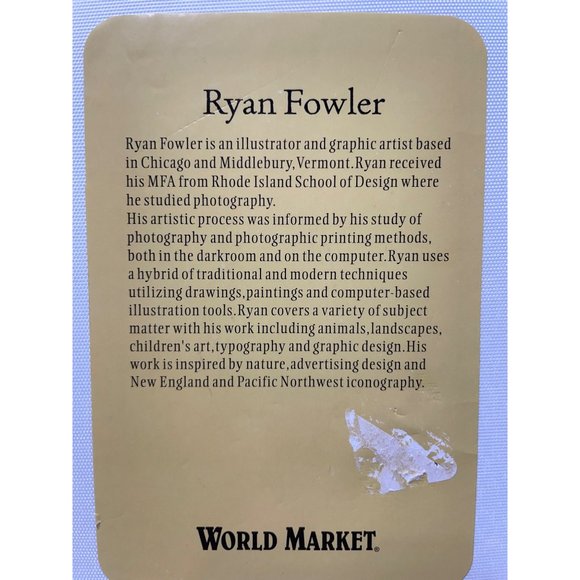 Ryan Fowler
Ryan Fowler is an illustrator and graphic artist based
in Chicago and Middlebury,Vermont.Ryan received
his MFA from Rhode Island School of Design where
he studied photography.
His artistic process was informed by his study of
photography and photographic printing methods,
both in the darkroom and on the computer.Ryan uses
a hybrid of traditional and modern techniques
utilizing drawings,paintings and computer-based
illustration tools.Ryan covers a variety of subject
matter with his work including animals,landscapes,
children's art,typography and graphic design.His
work is inspired by nature,advertising design and
New England and Pacific Northwest iconography.
WORLD MARKET®